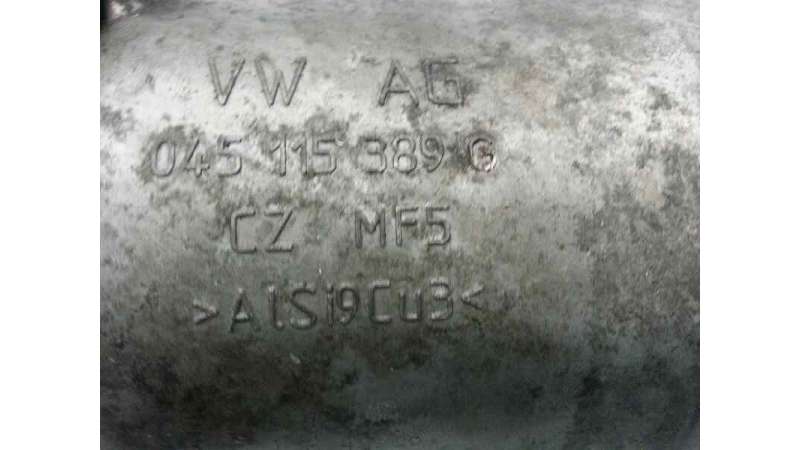 VW AG
045 115 389 G
CZ MF5
>AlSi9Cu3<